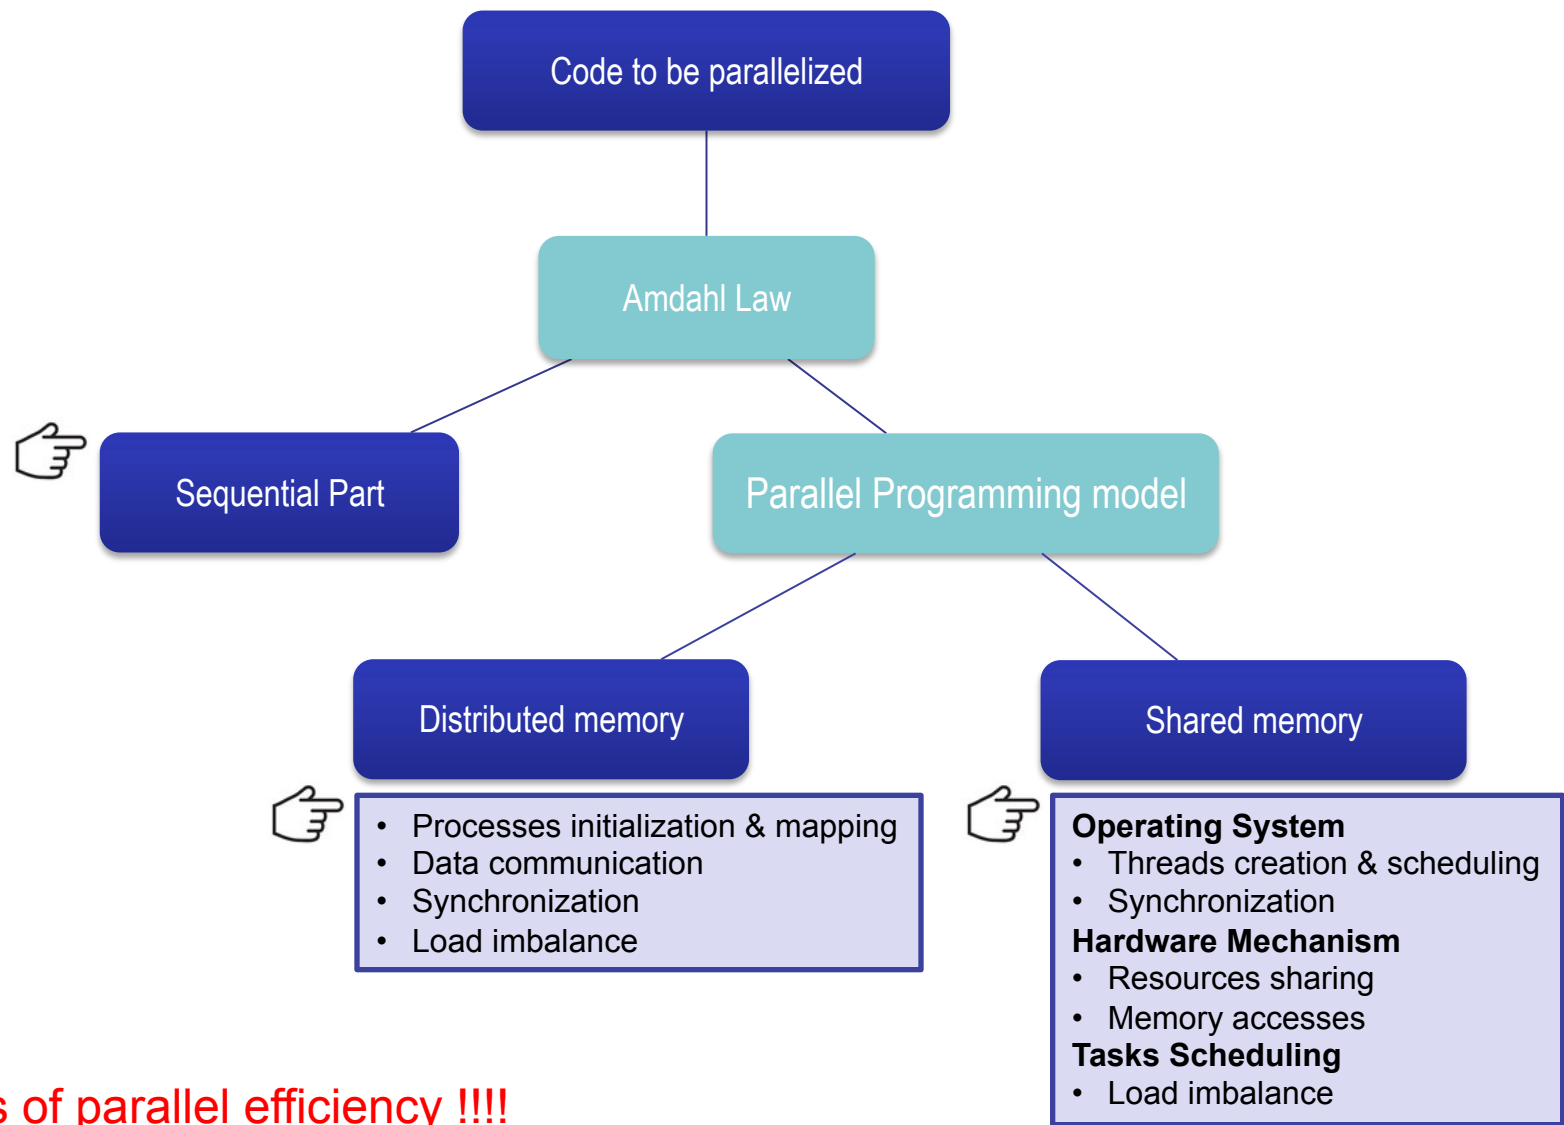 Code to be parallelized
Amdahl Law
Sequential Part
Parallel Programming model
Distributed memory
Shared memory
• Processes initialization & mapping
• Data communication
• Synchronization
• Load imbalance
Operating System
• Threads creation & scheduling
• Synchronization
Hardware Mechanism
• Resources sharing
• Memory accesses
Tasks Scheduling
• Load imbalance
of parallel efficiency !!!!